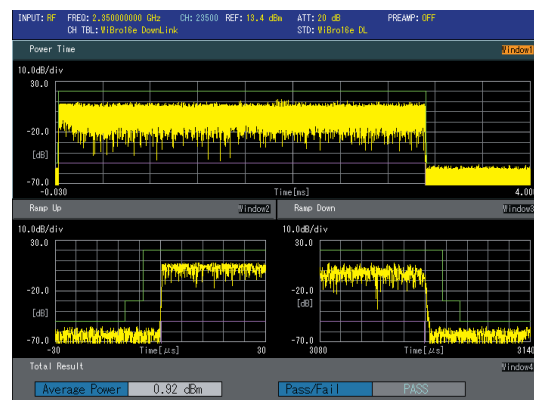 INPUT: RF FREQ: 2.350000000 GHz CH: 23500 REF: 13.4 dBm ATT: 20 dB PREAMP: OFF
CH TBL: WiBro16e DownLink STD: WiBro16e DL
Power Time Window1
10.0dB/div
30.0
-20.0
[dB]
-70.0
-0.030 Time[ms] 4.000
Ramp Up Window2 Ramp Down Window3
10.0dB/div 10.0dB/div
30.0 30.0
-20.0 -20.0
[dB] [dB]
-70.0 -70.0
-30 Time[μs] 30 3080 Time[μs] 3140
Total Result Window4
Average Power 0.92 dBm Pass/Fail PASS